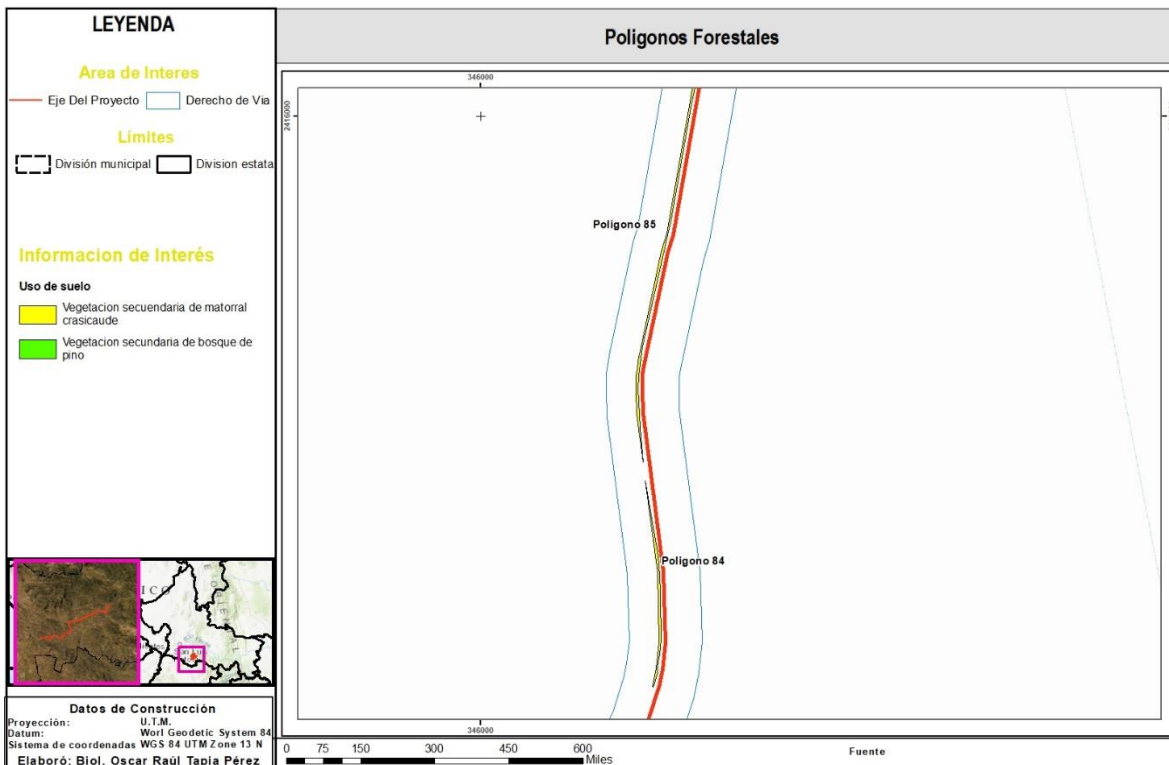 LEYENDA
Area de Interes
Eje Del Proyecto
Derecho de Via
Limites
División municipal
Division estata
Informacion de Interés
Uso de suelo
Vegetacion secuendaria de matorral
crasicaude
Vegetacion secundaria de bosque de
pino
Datos de Construcción
Proyección: U.T.M.
Datum: Worl Geodetic System 84
Sistema de coordenadas WGS 84 UTM Zone 13 N
Elaboró: Biol. Oscar Raúl Tapia Pérez
Poligonos Forestales
346000
2416000
Poligono 85
Poligono 84
346000
0 75 150 300 450 600
Miles
Fuente